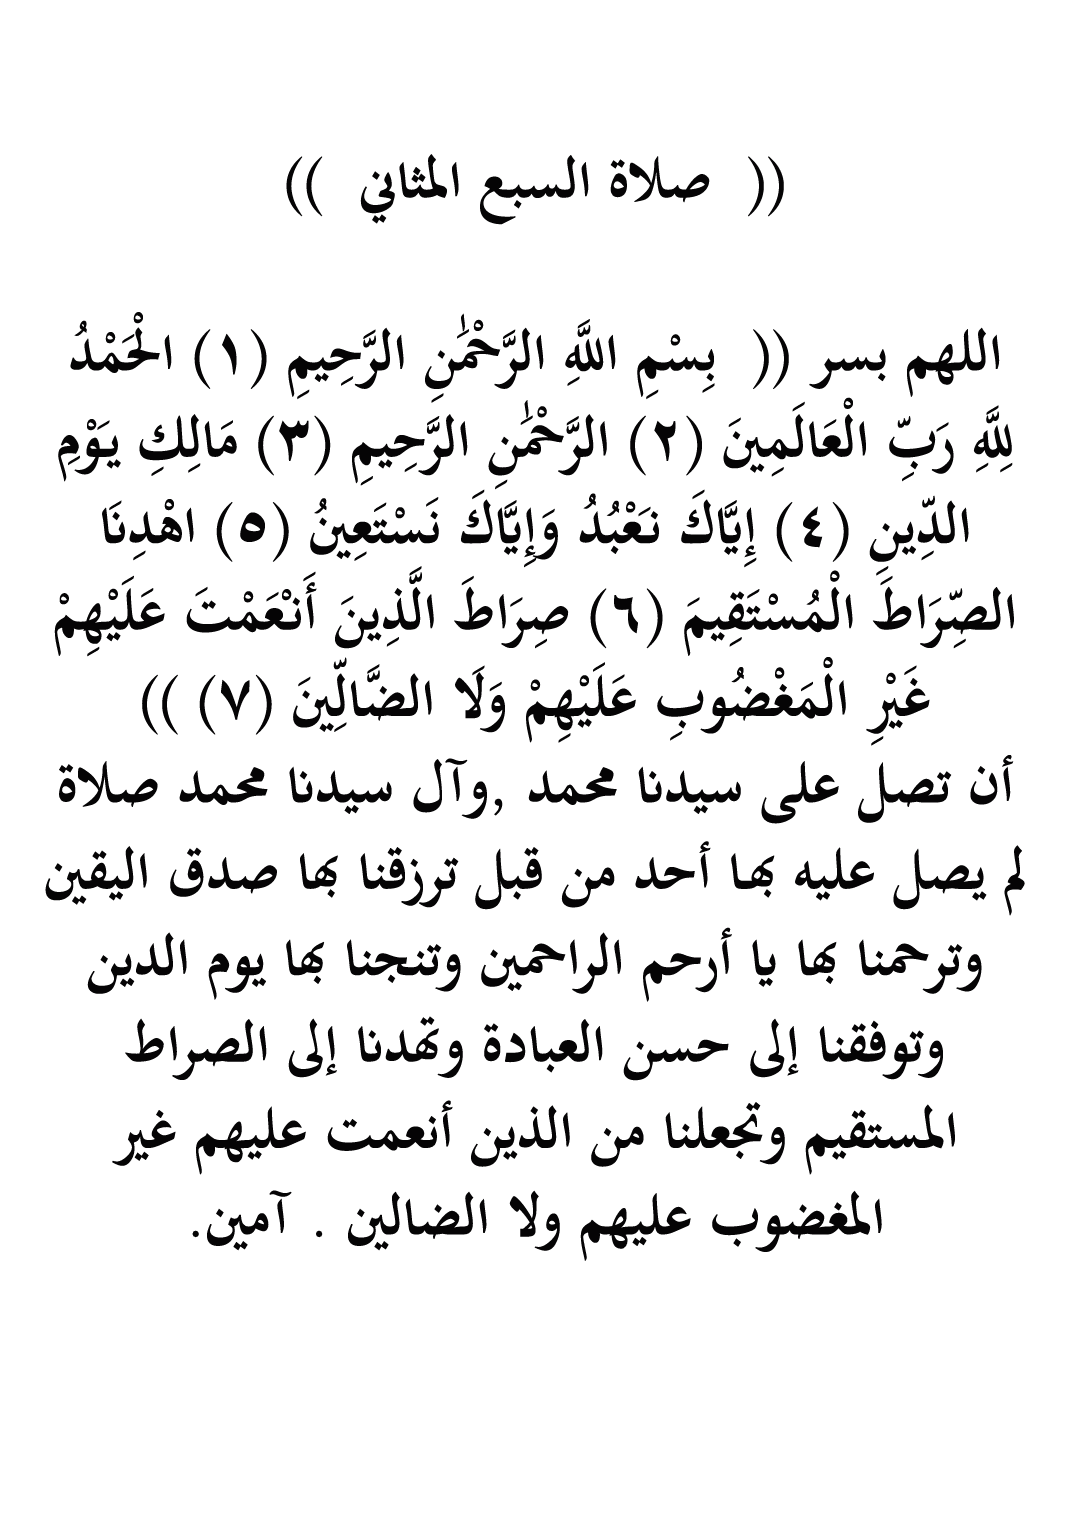 (( صلاة السبع المثاني ))
اللهم بسر (( بِسْمِ اللَّهِ الرَّحْمَٰنِ الرَّحِيمِ (١) الْحَمْدُ
لِلَّهِ رَبِّ الْعَالَمِينَ (٢) الرَّحْمَٰنِ الرَّحِيمِ (٣) مَالِكِ يَوْمِ
الدِّينِ (٤) إِيَّاكَ نَعْبُدُ وَإِيَّاكَ نَسْتَعِينُ (٥) اهْدِنَا
الصِّرَاطَ الْمُسْتَقِيمَ (٦) صِرَاطَ الَّذِينَ أَنْعَمْتَ عَلَيْهِمْ
غَيْرِ الْمَغْضُوبِ عَلَيْهِمْ وَلَا الضَّالِّينَ (٧) ))
أن تصل على سيدنا محمد ,وآل سيدنا محمد صلاة
لم يصل عليه بها أحد من قبل ترزقنا بها صدق اليقين
وترحمنا بها يا أرحم الراحمين وتنجنا بها يوم الدين
وتوفقنا إلى حسن العبادة وتهدنا إلى الصراط
المستقيم وتجعلنا من الذين أنعمت عليهم غير
المغضوب عليهم ولا الضالين . آمين.